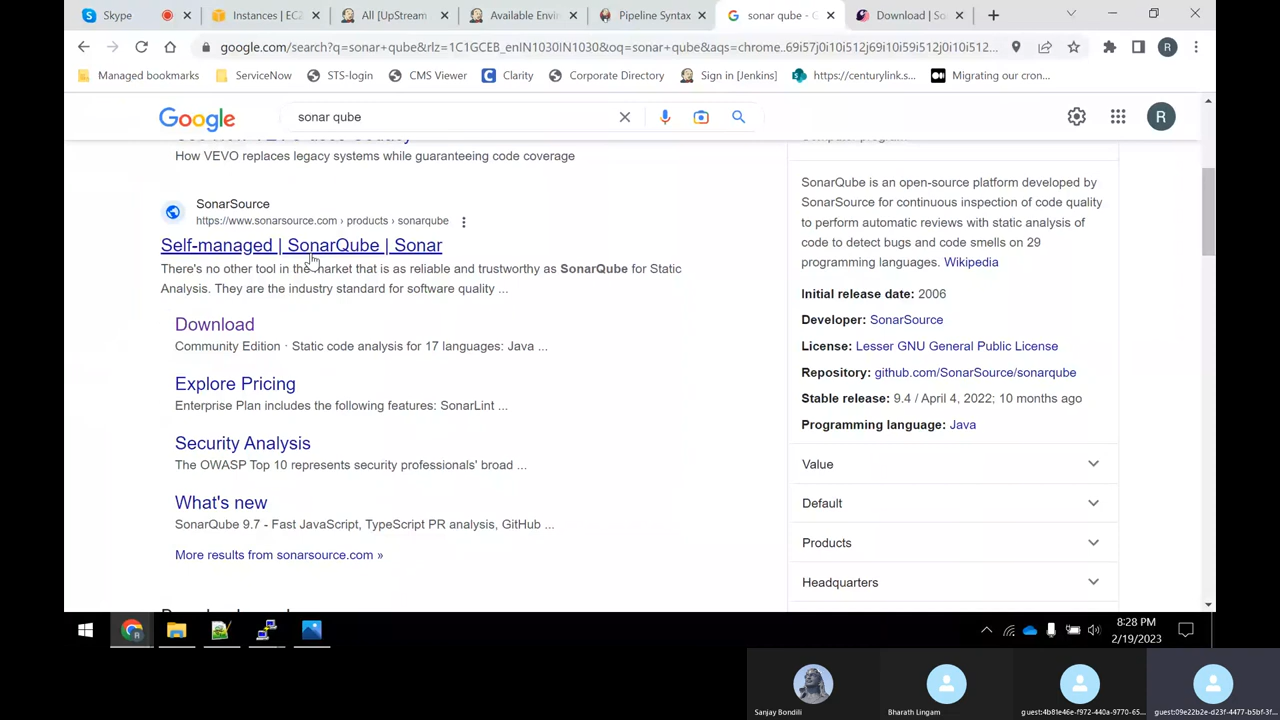 Skype
Instances | EC2
All [UpStream
Available Envir
Pipeline Syntax
sonar qube - G
Download | So
google.com/search?q=sonar+qube&rlz=1C1GCEB_enIN1030IN1030&oq=sonar+qube&aqs=chrome..69i57j0i10i512j69i10i59i512j0i10i512...
Managed bookmarks
ServiceNow
STS-login
CMS Viewer
Clarity
Corporate Directory
Sign in [Jenkins]
https://centurylink.s...
Migrating our cron...
Google
sonar qube
R
How VEVO replaces legacy systems while guaranteeing code coverage
SonarSource
https://www.sonarsource.com › products › sonarqube
Self-managed | SonarQube | Sonar
There's no other tool in the market that is as reliable and trustworthy as SonarQube for Static
Analysis. They are the industry standard for software quality ...
Download
Community Edition · Static code analysis for 17 languages: Java ...
Explore Pricing
Enterprise Plan includes the following features: SonarLint ...
Security Analysis
The OWASP Top 10 represents security professionals' broad ...
What's new
SonarQube 9.7 - Fast JavaScript, TypeScript PR analysis, GitHub ...
More results from sonarsource.com »
SonarQube is an open-source platform developed by
SonarSource for continuous inspection of code quality
to perform automatic reviews with static analysis of
code to detect bugs and code smells on 29
programming languages. Wikipedia
Initial release date: 2006
Developer: SonarSource
License: Lesser GNU General Public License
Repository: github.com/SonarSource/sonarqube
Stable release: 9.4 / April 4, 2022; 10 months ago
Programming language: Java
Value
Default
Products
Headquarters
8:28 PM
2/19/2023
Sanjay Bondili
Bharath Lingam
guest:4b81e46e-f972-440a-9770-65...
guest:09e22b2e-d23f-4477-b5bf-3f...